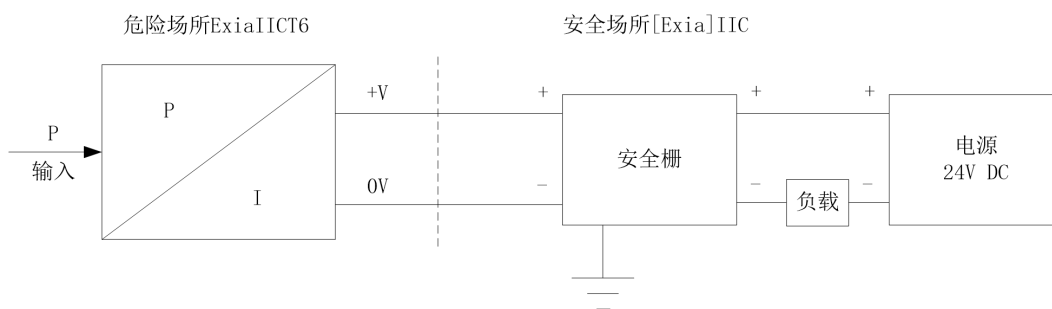 危险场所ExiaIICT6
安全场所[Exia]IIC
P
输入
P
I
+V
0V
+
−
安全栅
+
−
负载
+
−
电源
24V DC